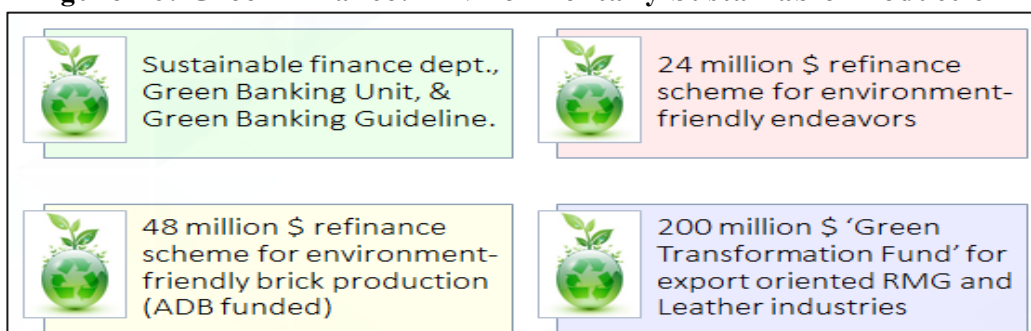 Sustainable finance dept.,
Green Banking Unit, &
Green Banking Guideline.
24 million $ refinance
scheme for environment-
friendly endeavors
48 million $ refinance
scheme for environment-
friendly brick production
(ADB funded)
200 million $ ‘Green
Transformation Fund’ for
export oriented RMG and
Leather industries